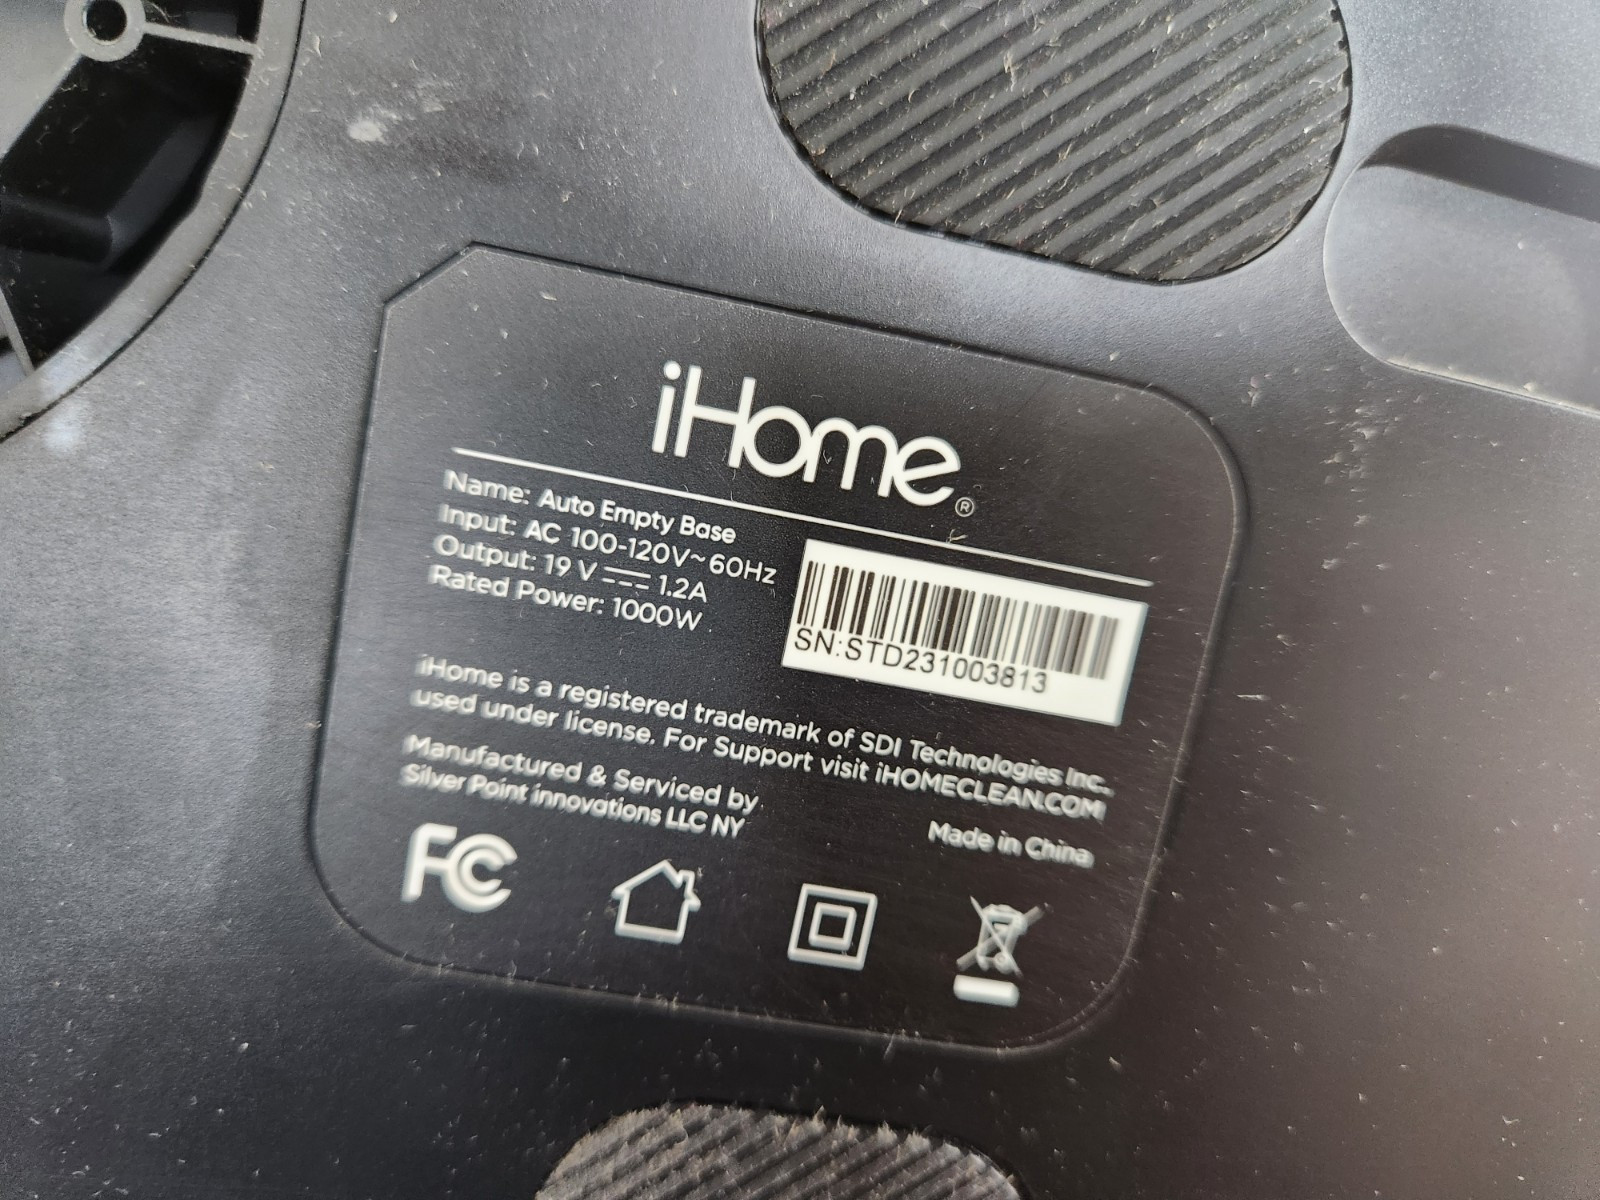 iHome®
Name: Auto Empty Base
Input: AC 100-120V~60Hz
Output: 19 V ⎓ 1.2A
Rated Power: 1000W
SN:STD231003813
iHome is a registered trademark of SDI Technologies Inc.,
used under license. For Support visit iHOMECLEAN.COM
Manufactured & Serviced by
Silver Point innovations LLC NY
Made in China
FC